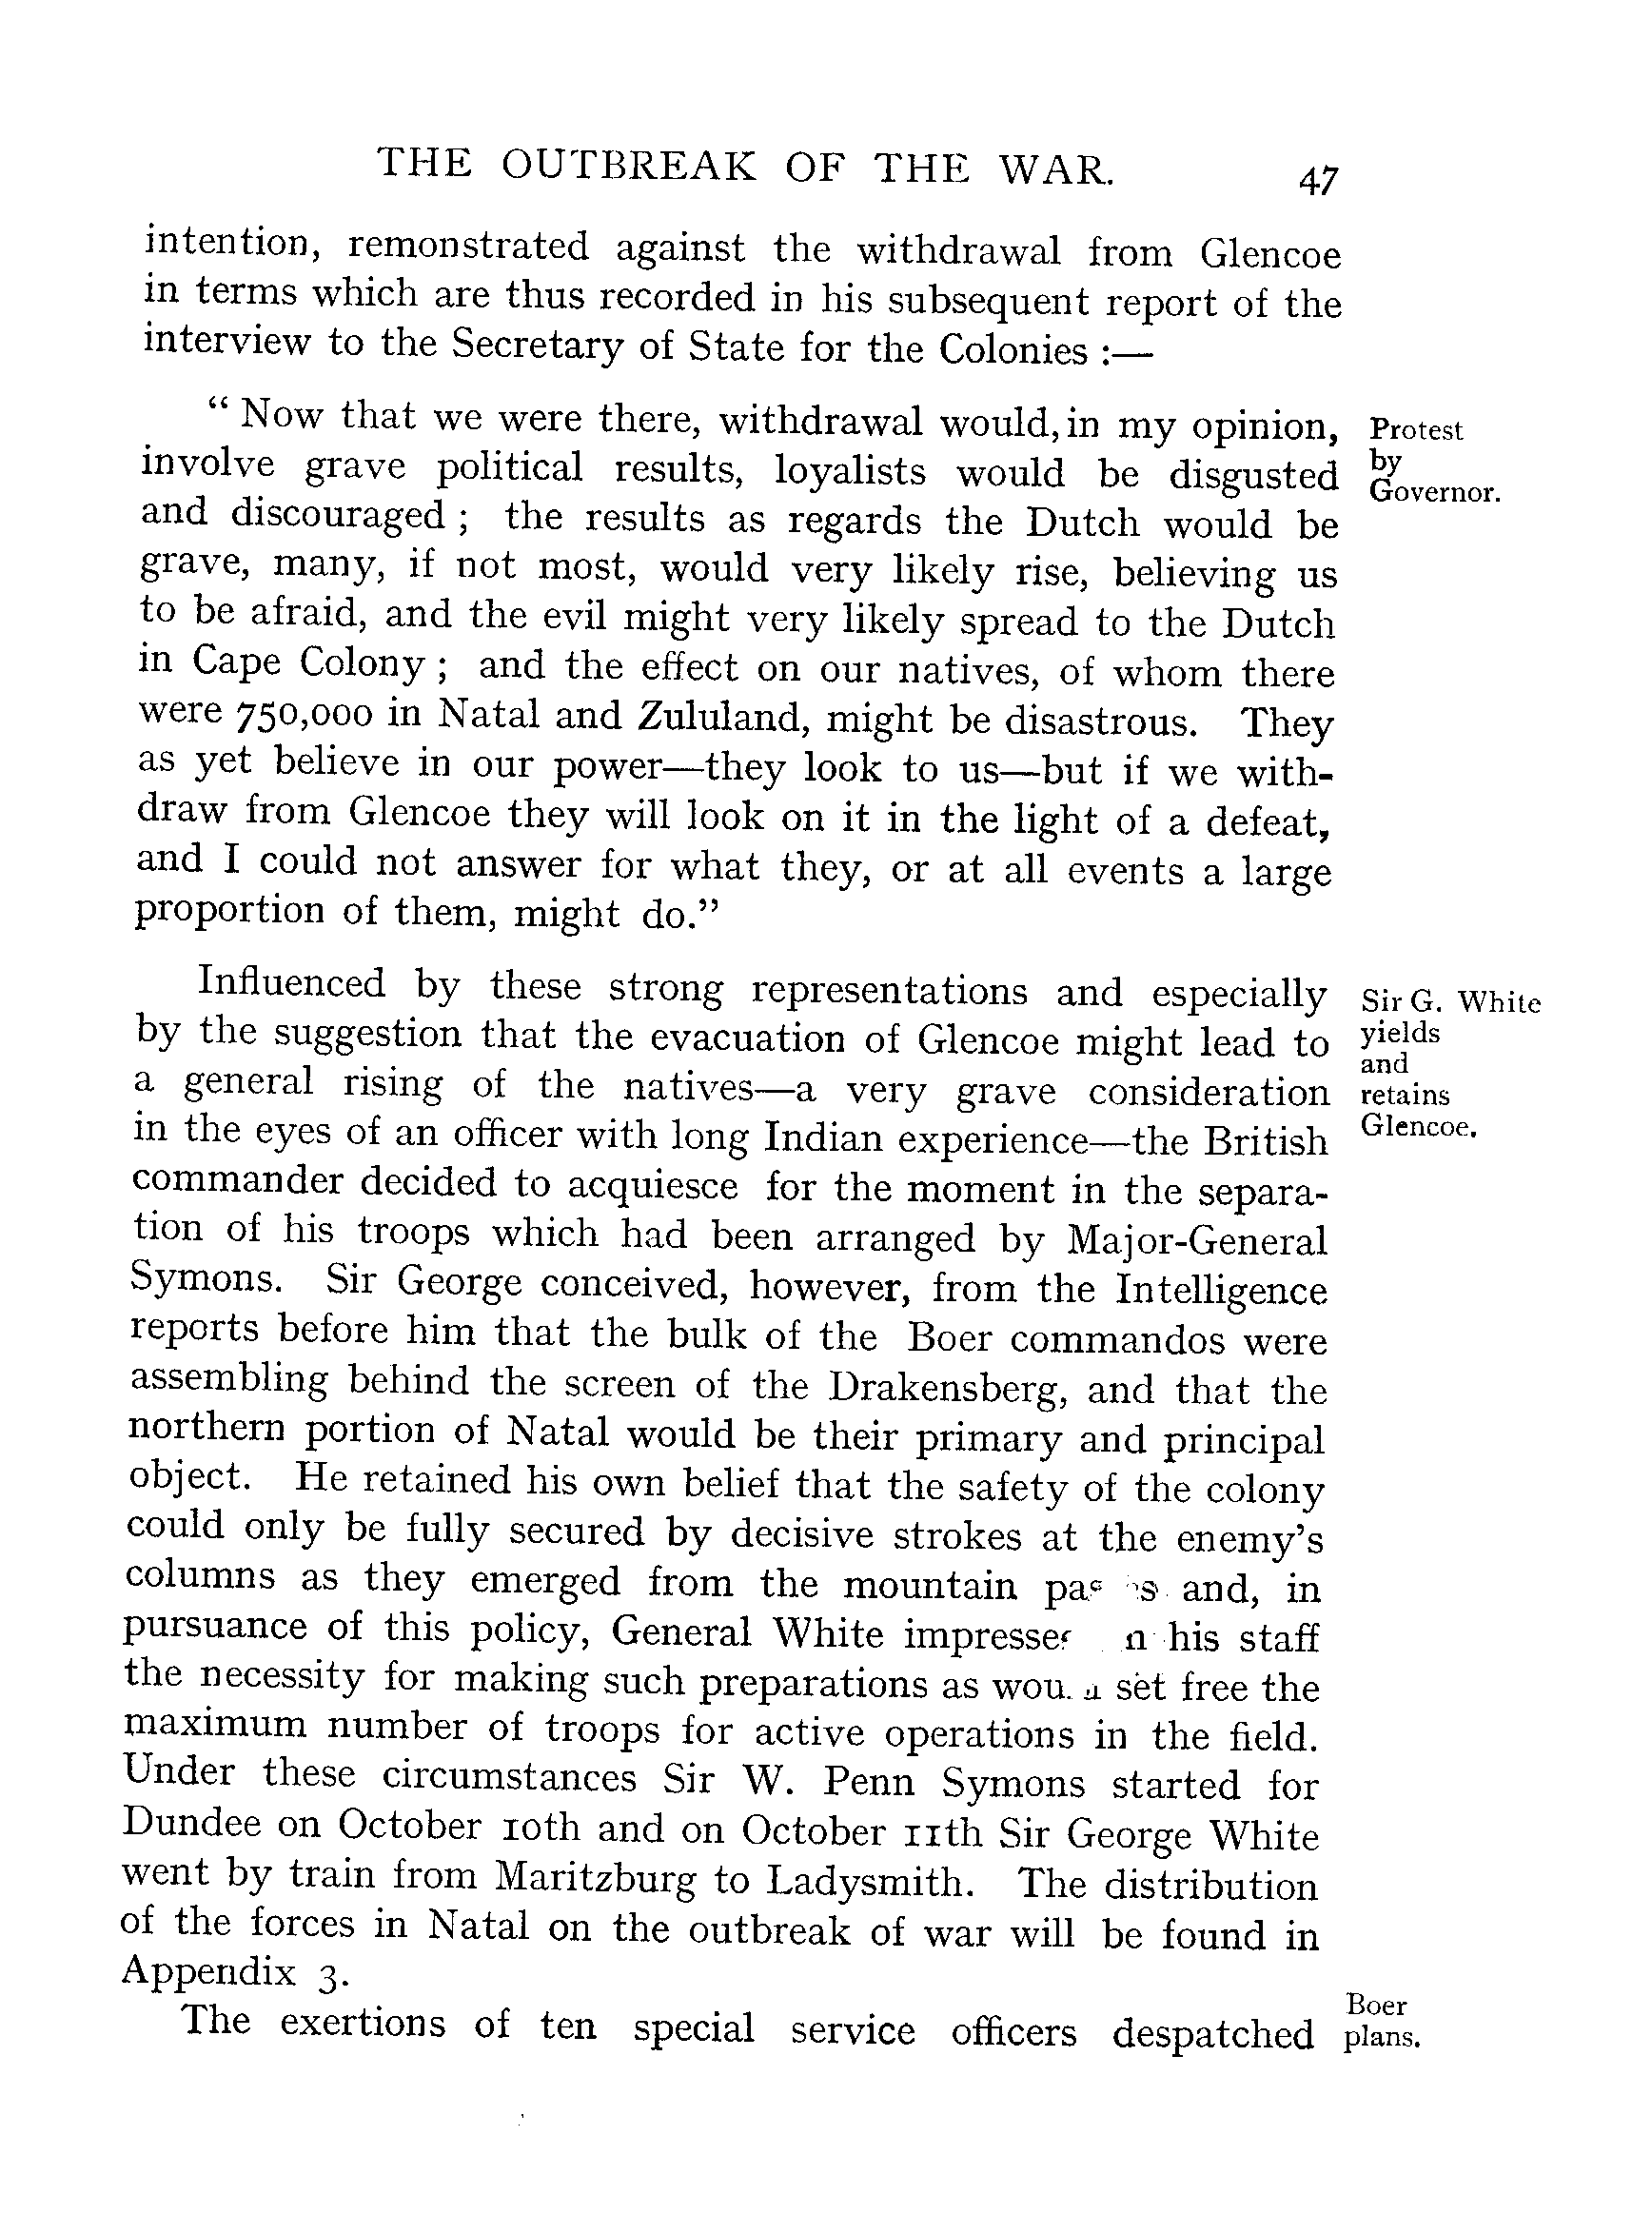 THE OUTBREAK OF THE WAR. 47
intention, remonstrated against the withdrawal from Glencoe
in terms which are thus recorded in his subsequent report of the
interview to the Secretary of State for the Colonies :—
“ Now that we were there, withdrawal would, in my opinion,
involve grave political results, loyalists would be disgusted
and discouraged ; the results as regards the Dutch would be
grave, many, if not most, would very likely rise, believing us
to be afraid, and the evil might very likely spread to the Dutch
in Cape Colony ; and the effect on our natives, of whom there
were 750,000 in Natal and Zululand, might be disastrous. They
as yet believe in our power—they look to us—but if we with-
draw from Glencoe they will look on it in the light of a defeat,
and I could not answer for what they, or at all events a large
proportion of them, might do.”
Protest
by
Governor.
Influenced by these strong representations and especially
by the suggestion that the evacuation of Glencoe might lead to
a general rising of the natives—a very grave consideration
in the eyes of an officer with long Indian experience—the British
commander decided to acquiesce for the moment in the separa-
tion of his troops which had been arranged by Major-General
Symons. Sir George conceived, however, from the Intelligence
reports before him that the bulk of the Boer commandos were
assembling behind the screen of the Drakensberg, and that the
northern portion of Natal would be their primary and principal
object. He retained his own belief that the safety of the colony
could only be fully secured by decisive strokes at the enemy’s
columns as they emerged from the mountain and, in
pursuance of this policy, General White his staff
the necessity for making such preparations as set free the
maximum number of troops for active operations in the field.
Under these circumstances Sir W. Penn Symons started for
Dundee on October 10th and on October 11th Sir George White
went by train from Maritzburg to Ladysmith. The distribution
of the forces in Natal on the outbreak of war will be found in
Appendix 3.
Sir G. White
yields
and
retains
Glencoe.
The exertions of ten special service officers despatched
Boer
plans.